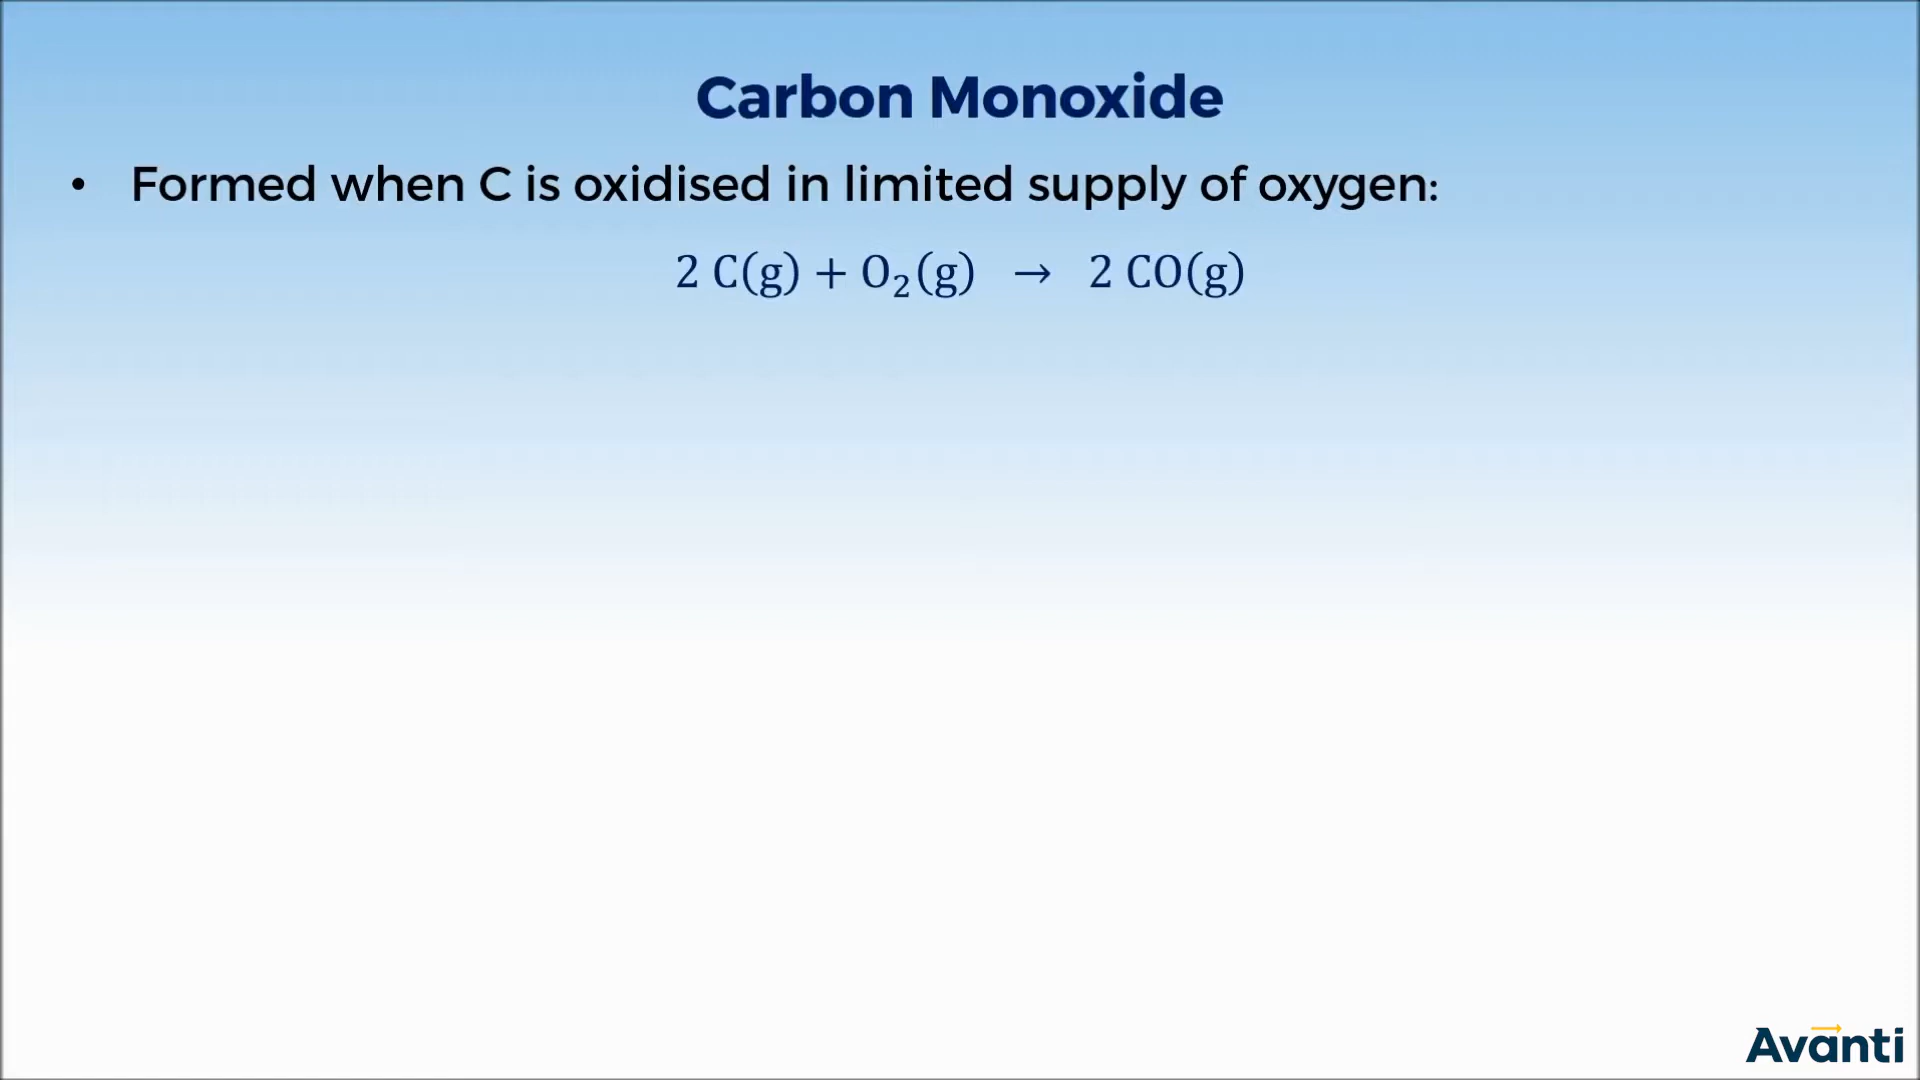 Carbon Monoxide
• Formed when C is oxidised in limited supply of oxygen:
2 C(g) + O₂(g) → 2 CO(g)
Avanti